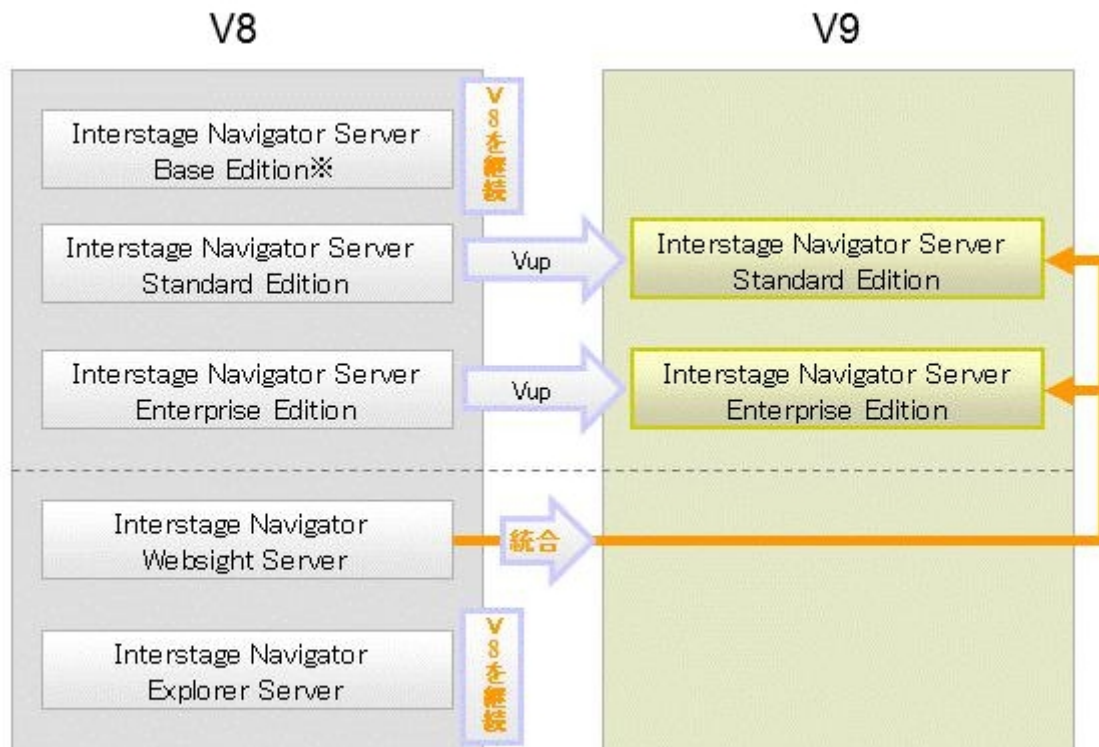 V8
V9
Interstage Navigator Server
Base Edition※
V8を継続
Interstage Navigator Server
Standard Edition
Vup
Interstage Navigator Server
Standard Edition
Interstage Navigator Server
Enterprise Edition
Vup
Interstage Navigator Server
Enterprise Edition
Interstage Navigator
Websight Server
統合
Interstage Navigator
Explorer Server
V8を継続